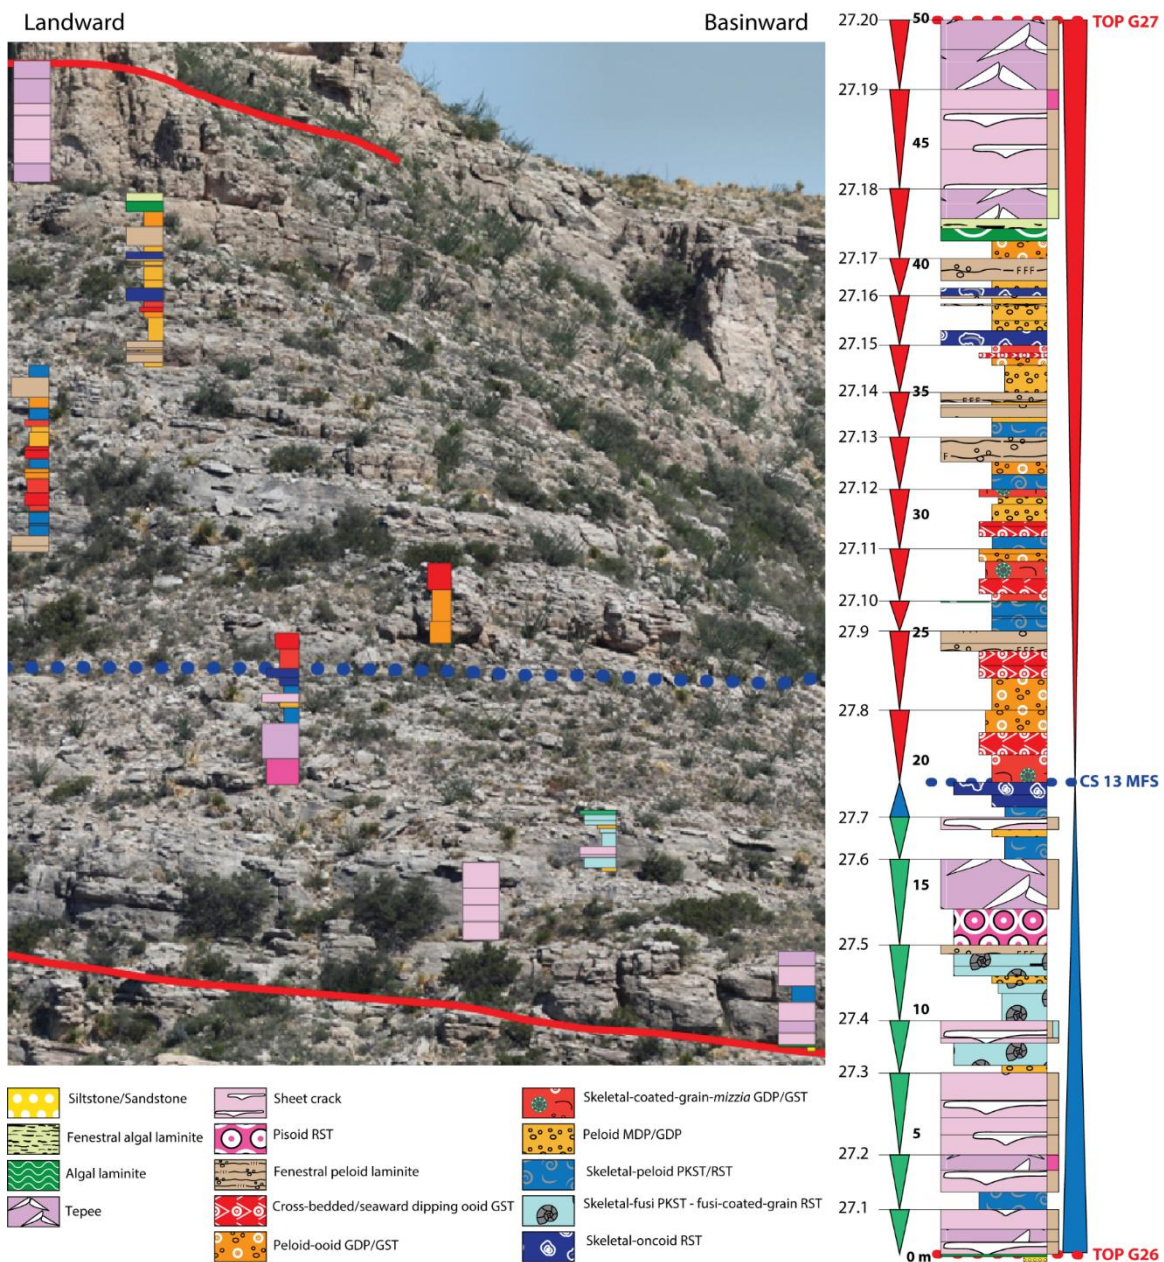 Landward
Basinward
27.20
50
TOP G27
27.19
45
27.18
27.17
40
FFF
27.16
27.15
27.14
35
FFF
27.13
F
27.12
30
27.11
27.10
27.9
25
FFF
27.8
20
CS 13 MFS
27.7
27.6
15
27.5
FFF
10
27.4
27.3
5
27.2
27.1
0 m
TOP G26
Siltstone/Sandstone
Fenestral algal laminite
Algal laminite
Tepee
Sheet crack
Pisoid RST
Fenestral peloid laminite
Cross-bedded/seaward dipping ooid GST
Peloid-ooid GDP/GST
Skeletal-coated-grain-mizzia GDP/GST
Peloid MDP/GDP
Skeletal-peloid PKST/RST
Skeletal-fusi PKST - fusi-coated-grain RST
Skeletal-oncoid RST